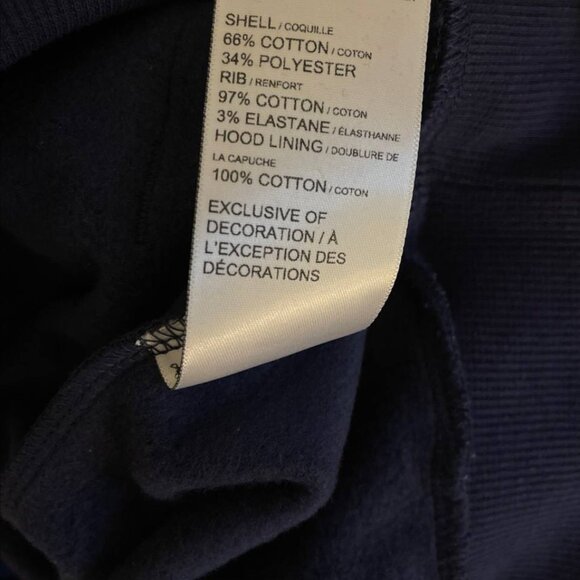 SHELL / COQUILLE
66% COTTON / COTON
34% POLYESTER
RIB / RENFORT
97% COTTON / COTON
3% ELASTANE / ÉLASTHANNE
HOOD LINING / DOUBLURE DE
LA CAPUCHE
100% COTTON / COTON
EXCLUSIVE OF
DECORATION / À
L'EXCEPTION DES
DÉCORATIONS